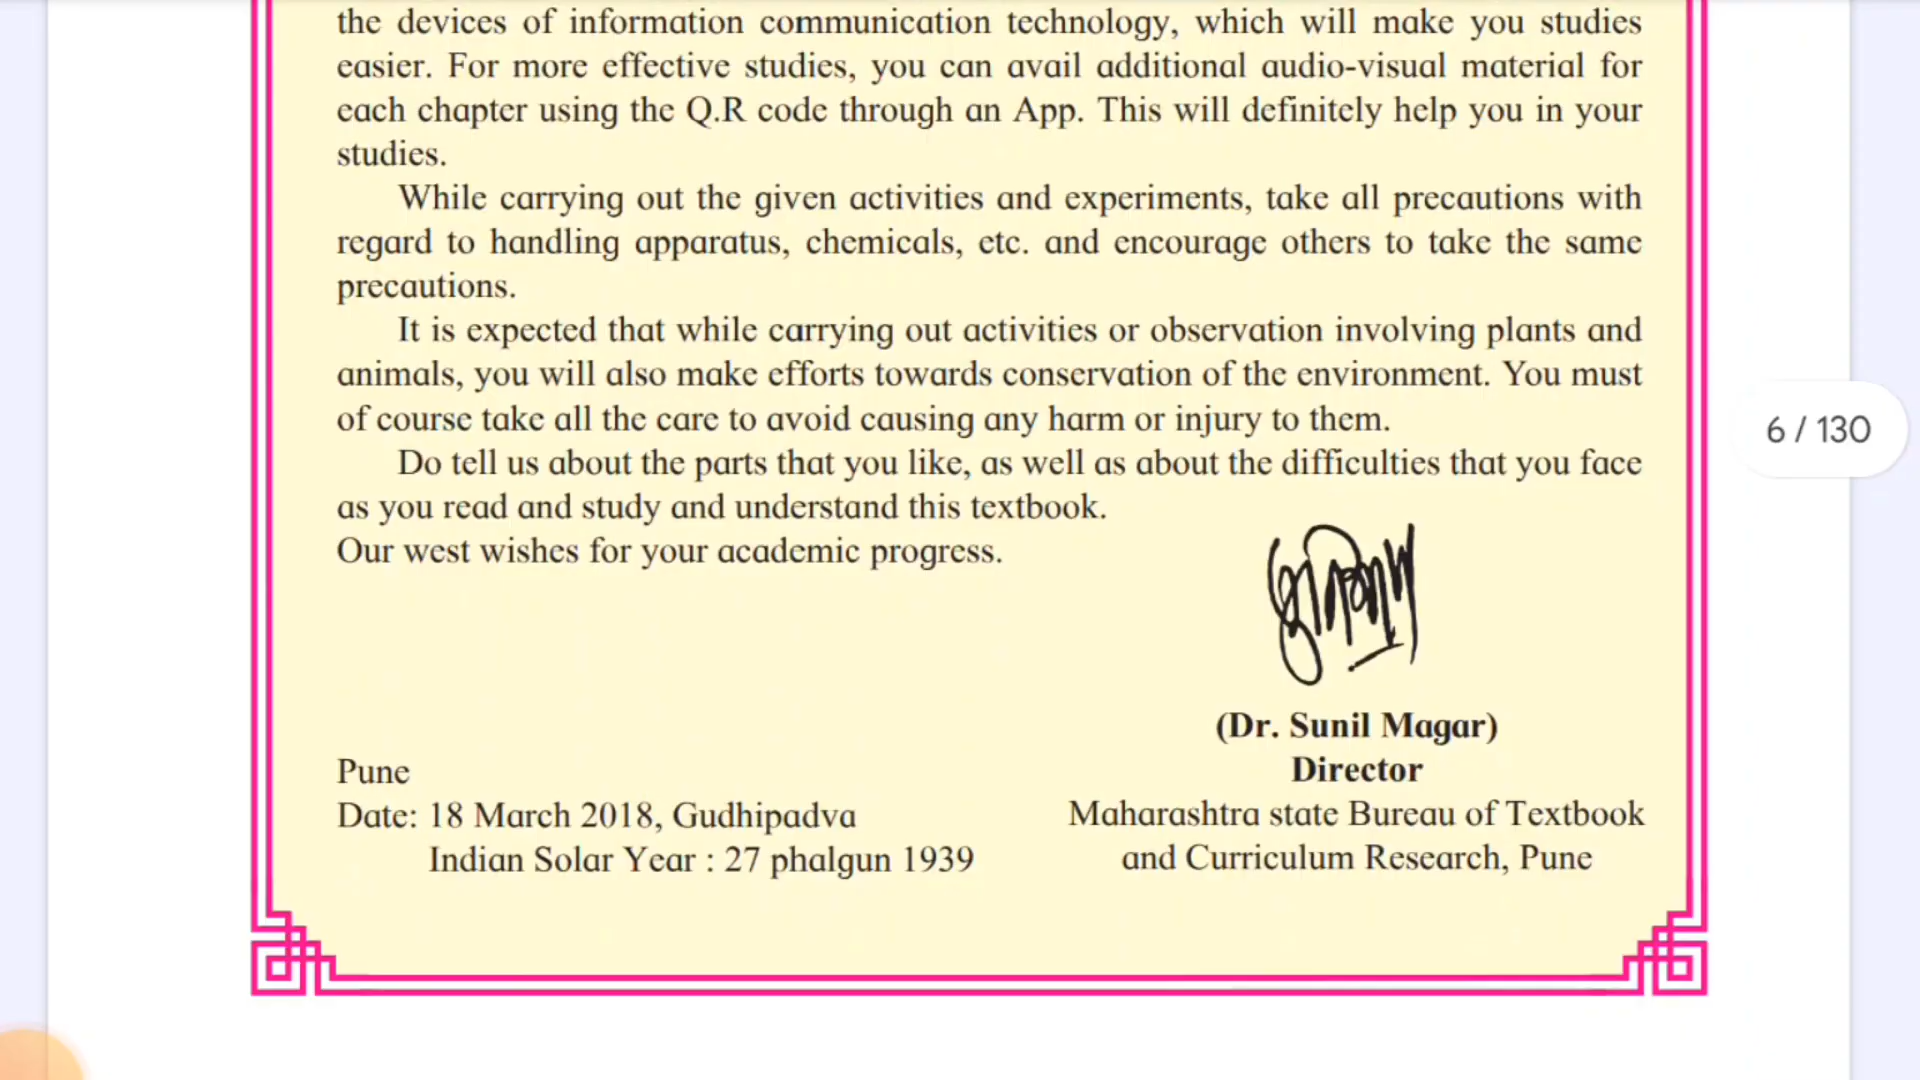 the devices of information communication technology, which will make you studies
easier. For more effective studies, you can avail additional audio-visual material for
each chapter using the Q.R code through an App. This will definitely help you in your
studies.
While carrying out the given activities and experiments, take all precautions with
regard to handling apparatus, chemicals, etc. and encourage others to take the same
precautions.
It is expected that while carrying out activities or observation involving plants and
animals, you will also make efforts towards conservation of the environment. You must
of course take all the care to avoid causing any harm or injury to them.
Do tell us about the parts that you like, as well as about the difficulties that you face
as you read and study and understand this textbook.
Our west wishes for your academic progress.
(Dr. Sunil Magar)
Director
Maharashtra state Bureau of Textbook
and Curriculum Research, Pune
Pune
Date: 18 March 2018, Gudhipadva
Indian Solar Year : 27 phalgun 1939
6 / 130